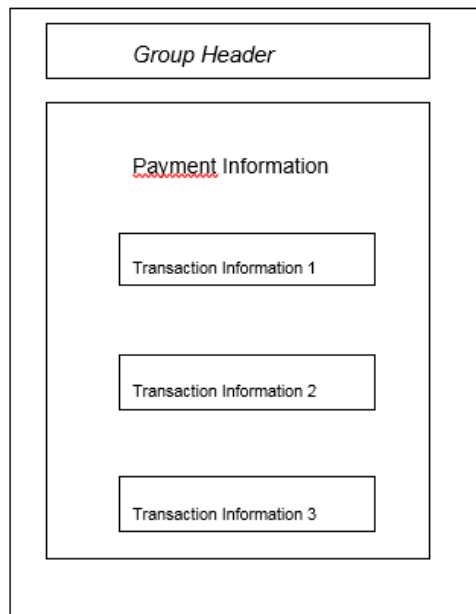 Group Header
Payment Information
Transaction Information 1
Transaction Information 2
Transaction Information 3